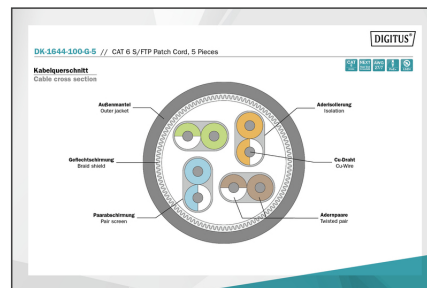 DIGITUS®
DK-1644-100-G-5 // CAT 6 S/FTP Patch Cord, 5 Pieces
Kabelquerschnitt
Cable cross section
Außenmantel
Outer jacket
Aderisolierung
Isolation
Geflechtschirmung
Braid shield
Cu-Draht
Cu-Wire
Paarabschirmung
Pair screen
Adernpaare
Twisted pair